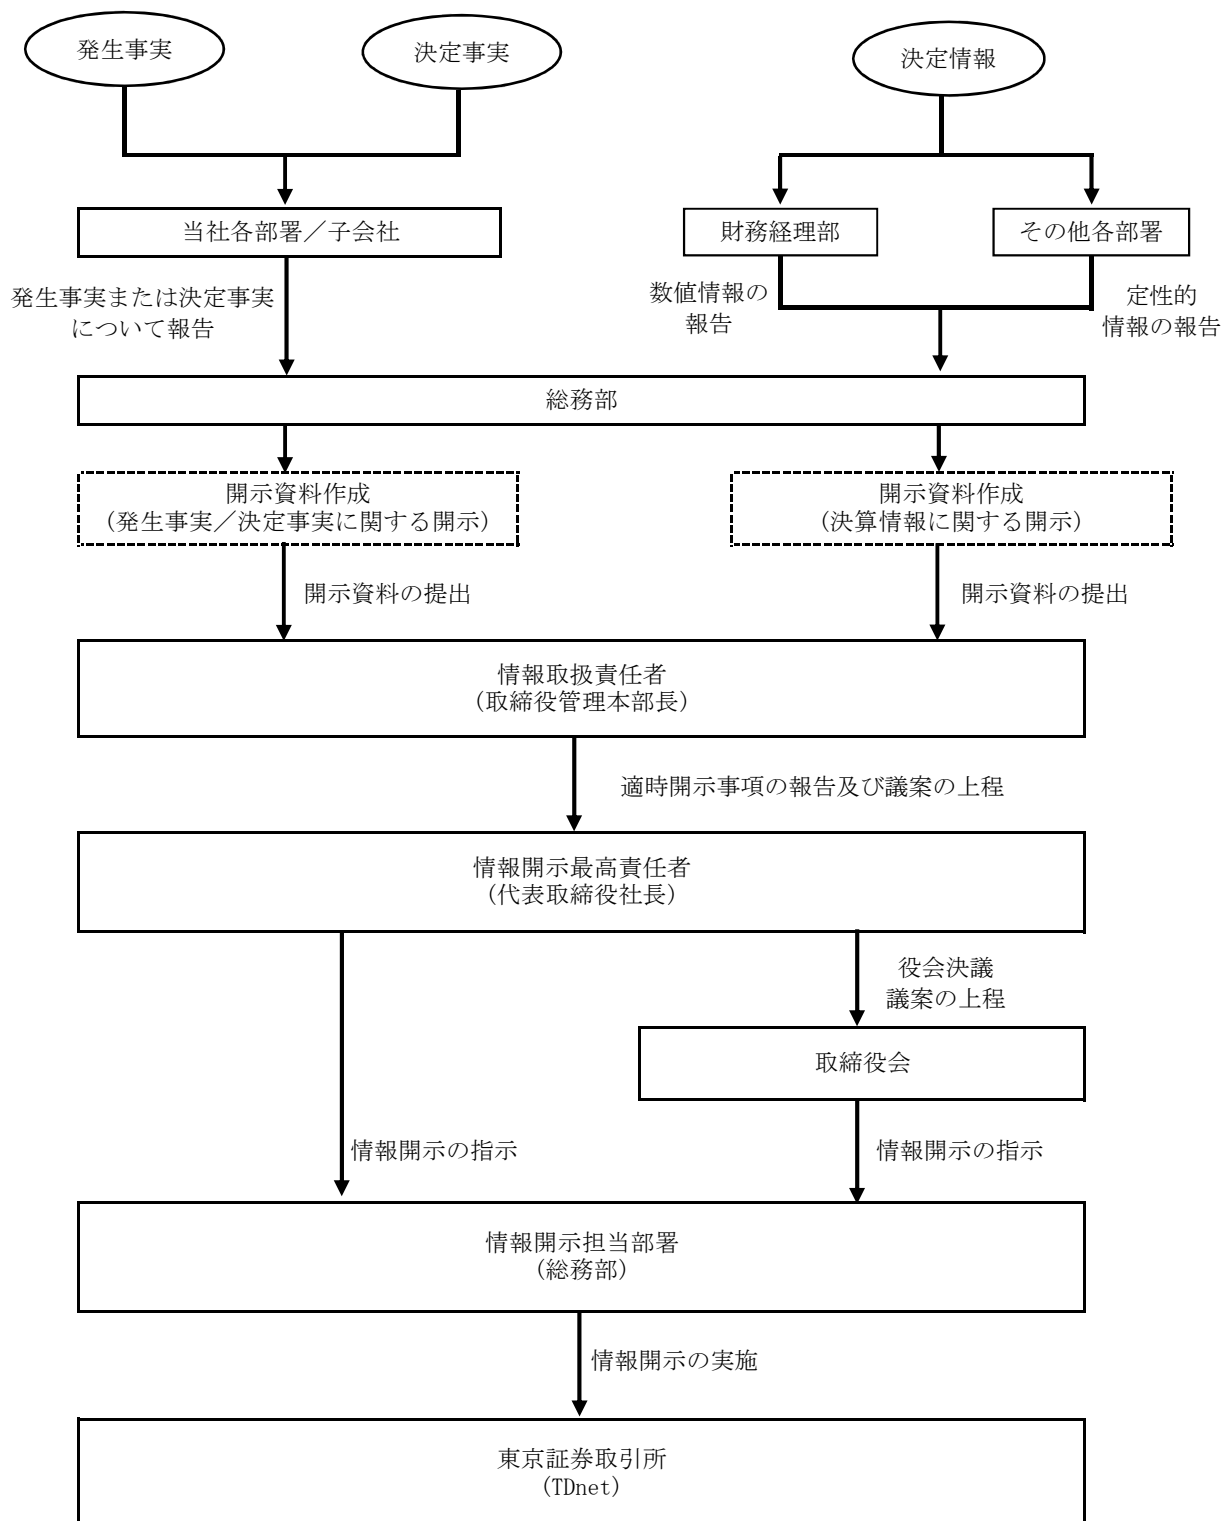 発生事実
決定事実
決定情報
当社各部署／子会社
財務経理部
その他各部署
発生事実または決定事実
について報告
数値情報の
報告
定性的
情報の報告
総務部
開示資料作成
（発生事実／決定事実に関する開示）
開示資料作成
（決算情報に関する開示）
開示資料の提出
開示資料の提出
情報取扱責任者
（取締役管理本部長）
適時開示事項の報告及び議案の上程
情報開示最高責任者
（代表取締役社長）
役会決議
議案の上程
取締役会
情報開示の指示
情報開示の指示
情報開示担当部署
（総務部）
情報開示の実施
東京証券取引所
（TDnet）